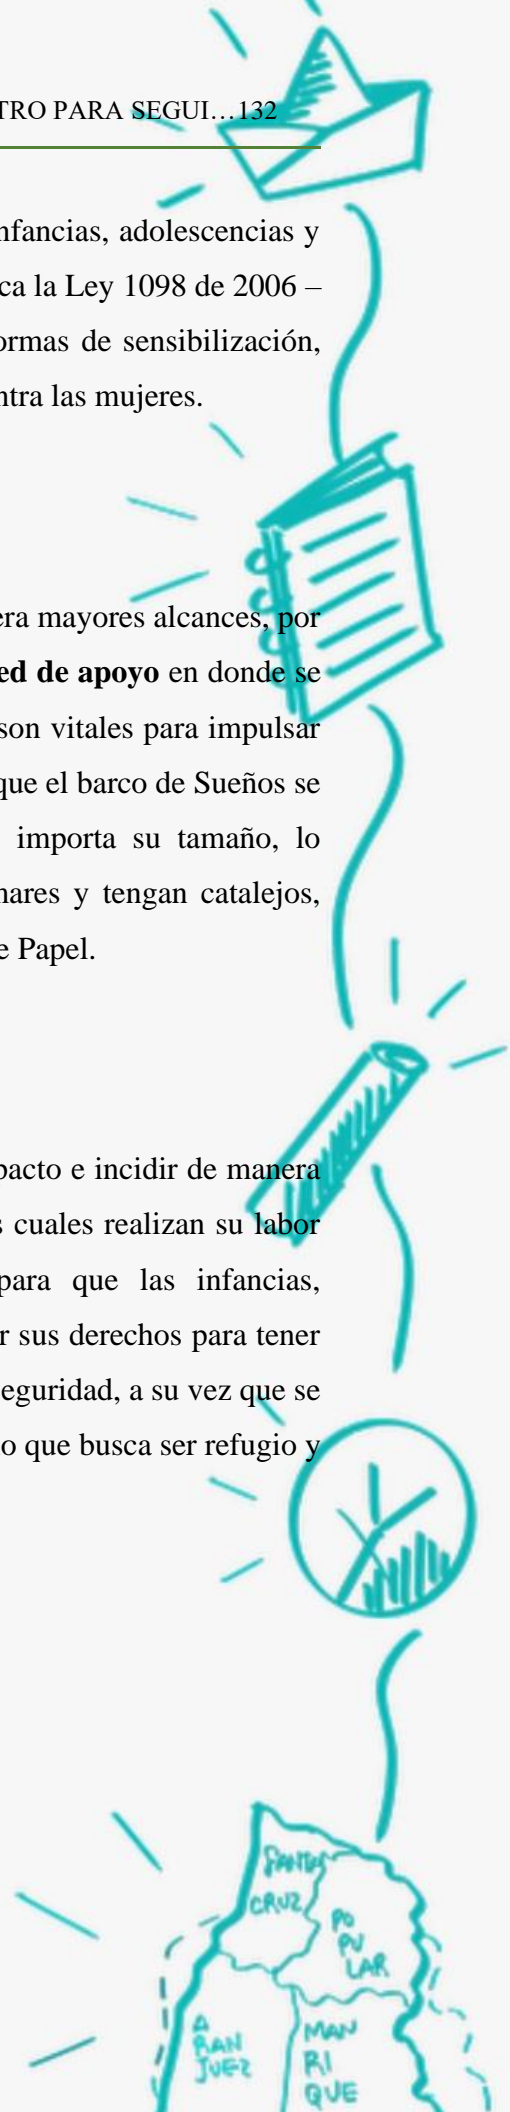 TRO PARA SEGUI…132
nfancias, adolescencias y
ca la Ley 1098 de 2006 –
ormas de sensibilización,
ntra las mujeres.
era mayores alcances, por
ed de apoyo en donde se
son vitales para impulsar
que el barco de Sueños se
importa su tamaño, lo
nares y tengan catalejos,
e Papel.
pacto e incidir de manera
s cuales realizan su labor
para que las infancias,
r sus derechos para tener
seguridad, a su vez que se
o que busca ser refugio y
SANTA
CRUZ
PO
PU
LAR
A
RAN
JUEZ
MAN
RI
QUE